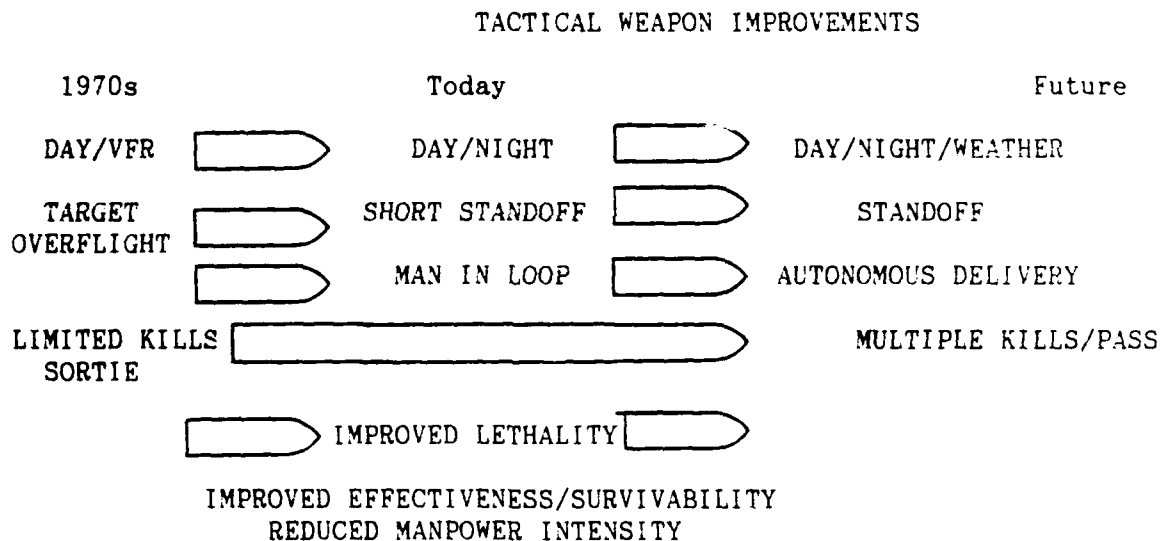 TACTICAL WEAPON IMPROVEMENTS
1970s Today Future
DAY/VFR DAY/NIGHT DAY/NIGHT/WEATHER
TARGET OVERFLIGHT SHORT STANDOFF STANDOFF
MAN IN LOOP AUTONOMOUS DELIVERY
LIMITED KILLS SORTIE MULTIPLE KILLS/PASS
IMPROVED LETHALITY
IMPROVED EFFECTIVENESS/SURVIVABILITY
REDUCED MANPOWER INTENSITY